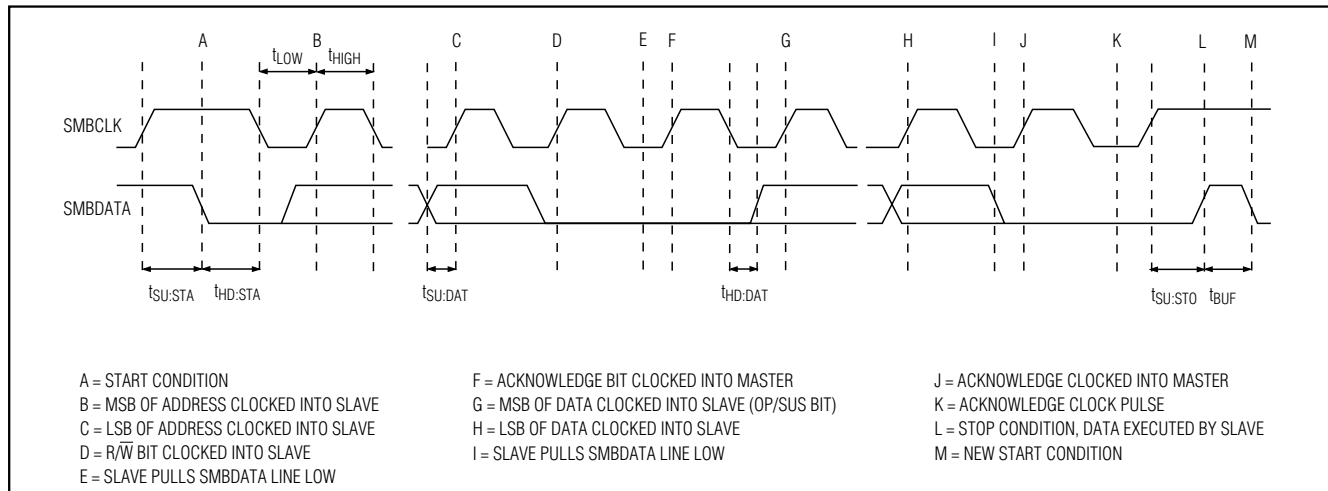 A B C D E F G H I J K L M
tLOW tHIGH
SMBCLK
SMBDATA
tSU:STA tHD:STA tSU:DAT tHD:DAT tSU:STO tBUF
A = START CONDITION
B = MSB OF ADDRESS CLOCKED INTO SLAVE
C = LSB OF ADDRESS CLOCKED INTO SLAVE
D = R/W̅ BIT CLOCKED INTO SLAVE
E = SLAVE PULLS SMBDATA LINE LOW
F = ACKNOWLEDGE BIT CLOCKED INTO MASTER
G = MSB OF DATA CLOCKED INTO SLAVE (OP/SUS BIT)
H = LSB OF DATA CLOCKED INTO SLAVE
I = SLAVE PULLS SMBDATA LINE LOW
J = ACKNOWLEDGE CLOCKED INTO MASTER
K = ACKNOWLEDGE CLOCK PULSE
L = STOP CONDITION, DATA EXECUTED BY SLAVE
M = NEW START CONDITION